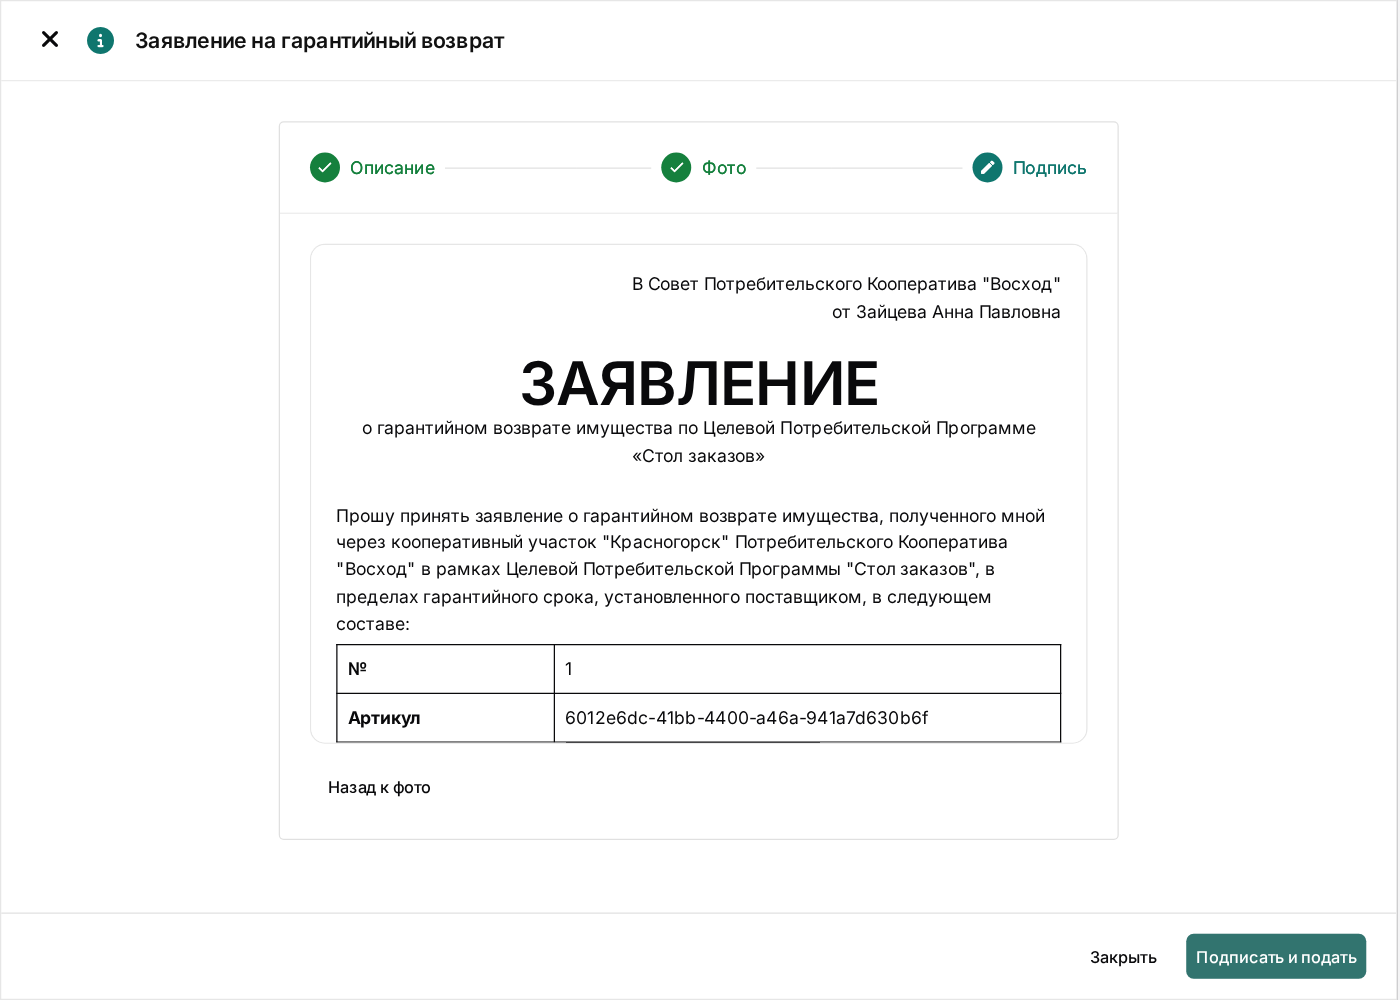 Заявление на гарантийный возврат
Описание
Фото
Подпись
В Совет Потребительского Кооператива "Восход"
от Зайцева Анна Павловна
ЗАЯВЛЕНИЕ
о гарантийном возврате имущества по Целевой Потребительской Программе
«Стол заказов»
Прошу принять заявление о гарантийном возврате имущества, полученного мной
через кооперативный участок "Красногорск" Потребительского Кооператива
"Восход" в рамках Целевой Потребительской Программы "Стол заказов", в
пределах гарантийного срока, установленного поставщиком, в следующем
составе:
№ 1
Артикул 6012e6dc-41bb-4400-a46a-941a7d630b6f
Назад к фото
Закрыть Подписать и подать